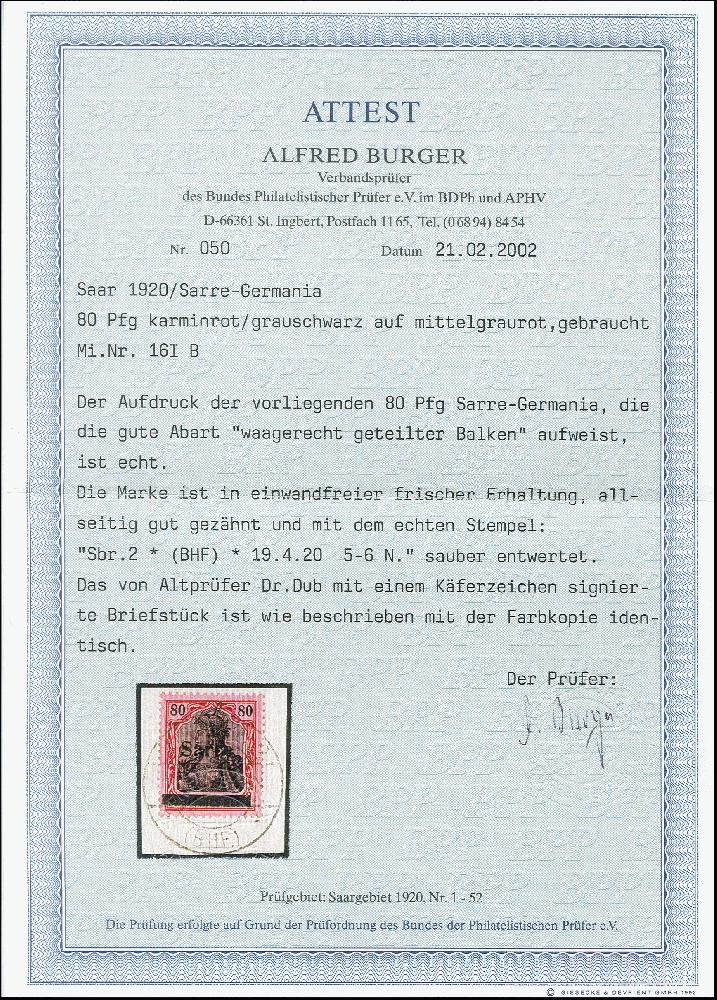 ATTEST
ALFRED BURGER
Verbandsprüfer
des Bundes Philatelistischer Prüfer e.V. im BDPh und APHV
D-66361 St. Ingbert, Postfach 1165, Tel. (06894) 8454
Nr. 050 Datum 21.02.2002
Saar 1920/Sarre-Germania
80 Pfg karminrot/grauschwarz auf mittelgraurot,gebraucht
Mi.Nr. 16I B
Der Aufdruck der vorliegenden 80 Pfg Sarre-Germania, die
die gute Abart "waagerecht geteilter Balken" aufweist,
ist echt.
Die Marke ist in einwandfreier frischer Erhaltung, all-
seitig gut gezähnt und mit dem echten Stempel:
"Sbr.2 * (BHF) * 19.4.20 5-6 N." sauber entwertet.
Das von Altprüfer Dr.Dub mit einem Käferzeichen signier-
te Briefstück ist wie beschrieben mit der Farbkopie iden-
tisch.
Der Prüfer:
A. Burger
80 80
Sarre
(BHF)
Prüfgebiet: Saargebiet 1920, Nr. 1 - 52
Die Prüfung erfolgte auf Grund der Prüfordnung des Bundes der Philatelistischen Prüfer e.V.
© GIESECKE & DEVRIENT GMBH 1992